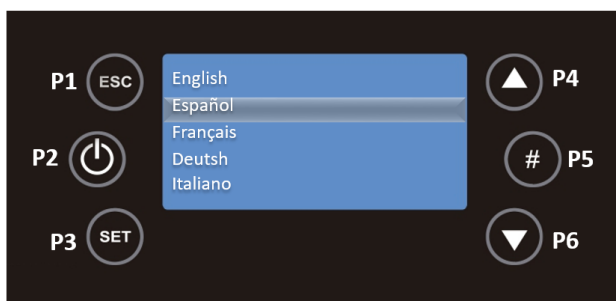 P1 ESC
English
P4
Español
Français
P2
Deutsh
# P5
Italiano
P3 SET
P6